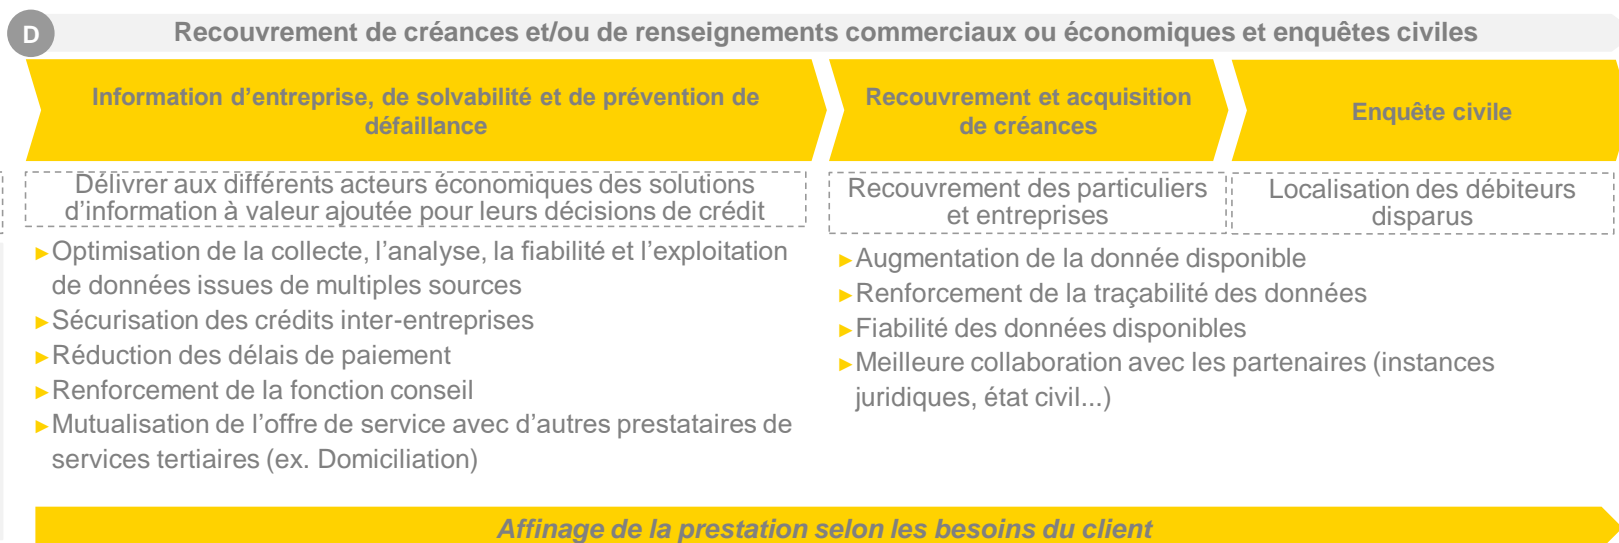 D
Recouvrement de créances et/ou de renseignements commerciaux ou économiques et enquêtes civiles
Information d'entreprise, de solvabilité et de prévention de
défaillance
Recouvrement et acquisition
de créances
Enquête civile
Délivrer aux différents acteurs économiques des solutions
d'information à valeur ajoutée pour leurs décisions de crédit
Recouvrement des particuliers
et entreprises
Localisation des débiteurs
disparus
►Optimisation de la collecte, l'analyse, la fiabilité et l'exploitation
de données issues de multiples sources
►Sécurisation des crédits inter-entreprises
►Réduction des délais de paiement
►Renforcement de la fonction conseil
►Mutualisation de l'offre de service avec d'autres prestataires de
services tertiaires (ex. Domiciliation)
►Augmentation de la donnée disponible
►Renforcement de la traçabilité des données
►Fiabilité des données disponibles
►Meilleure collaboration avec les partenaires (instances
juridiques, état civil...)
Affinage de la prestation selon les besoins du client